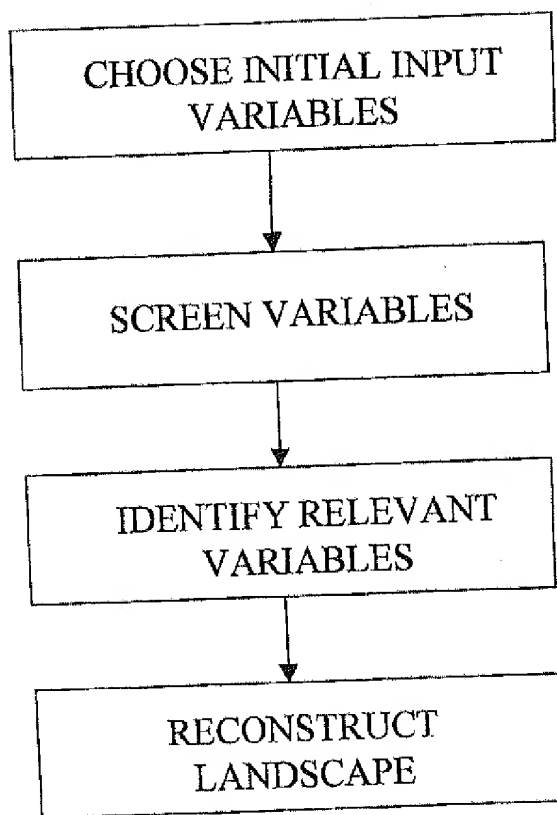 CHOOSE INITIAL INPUT
VARIABLES
SCREEN VARIABLES
IDENTIFY RELEVANT
VARIABLES
RECONSTRUCT
LANDSCAPE